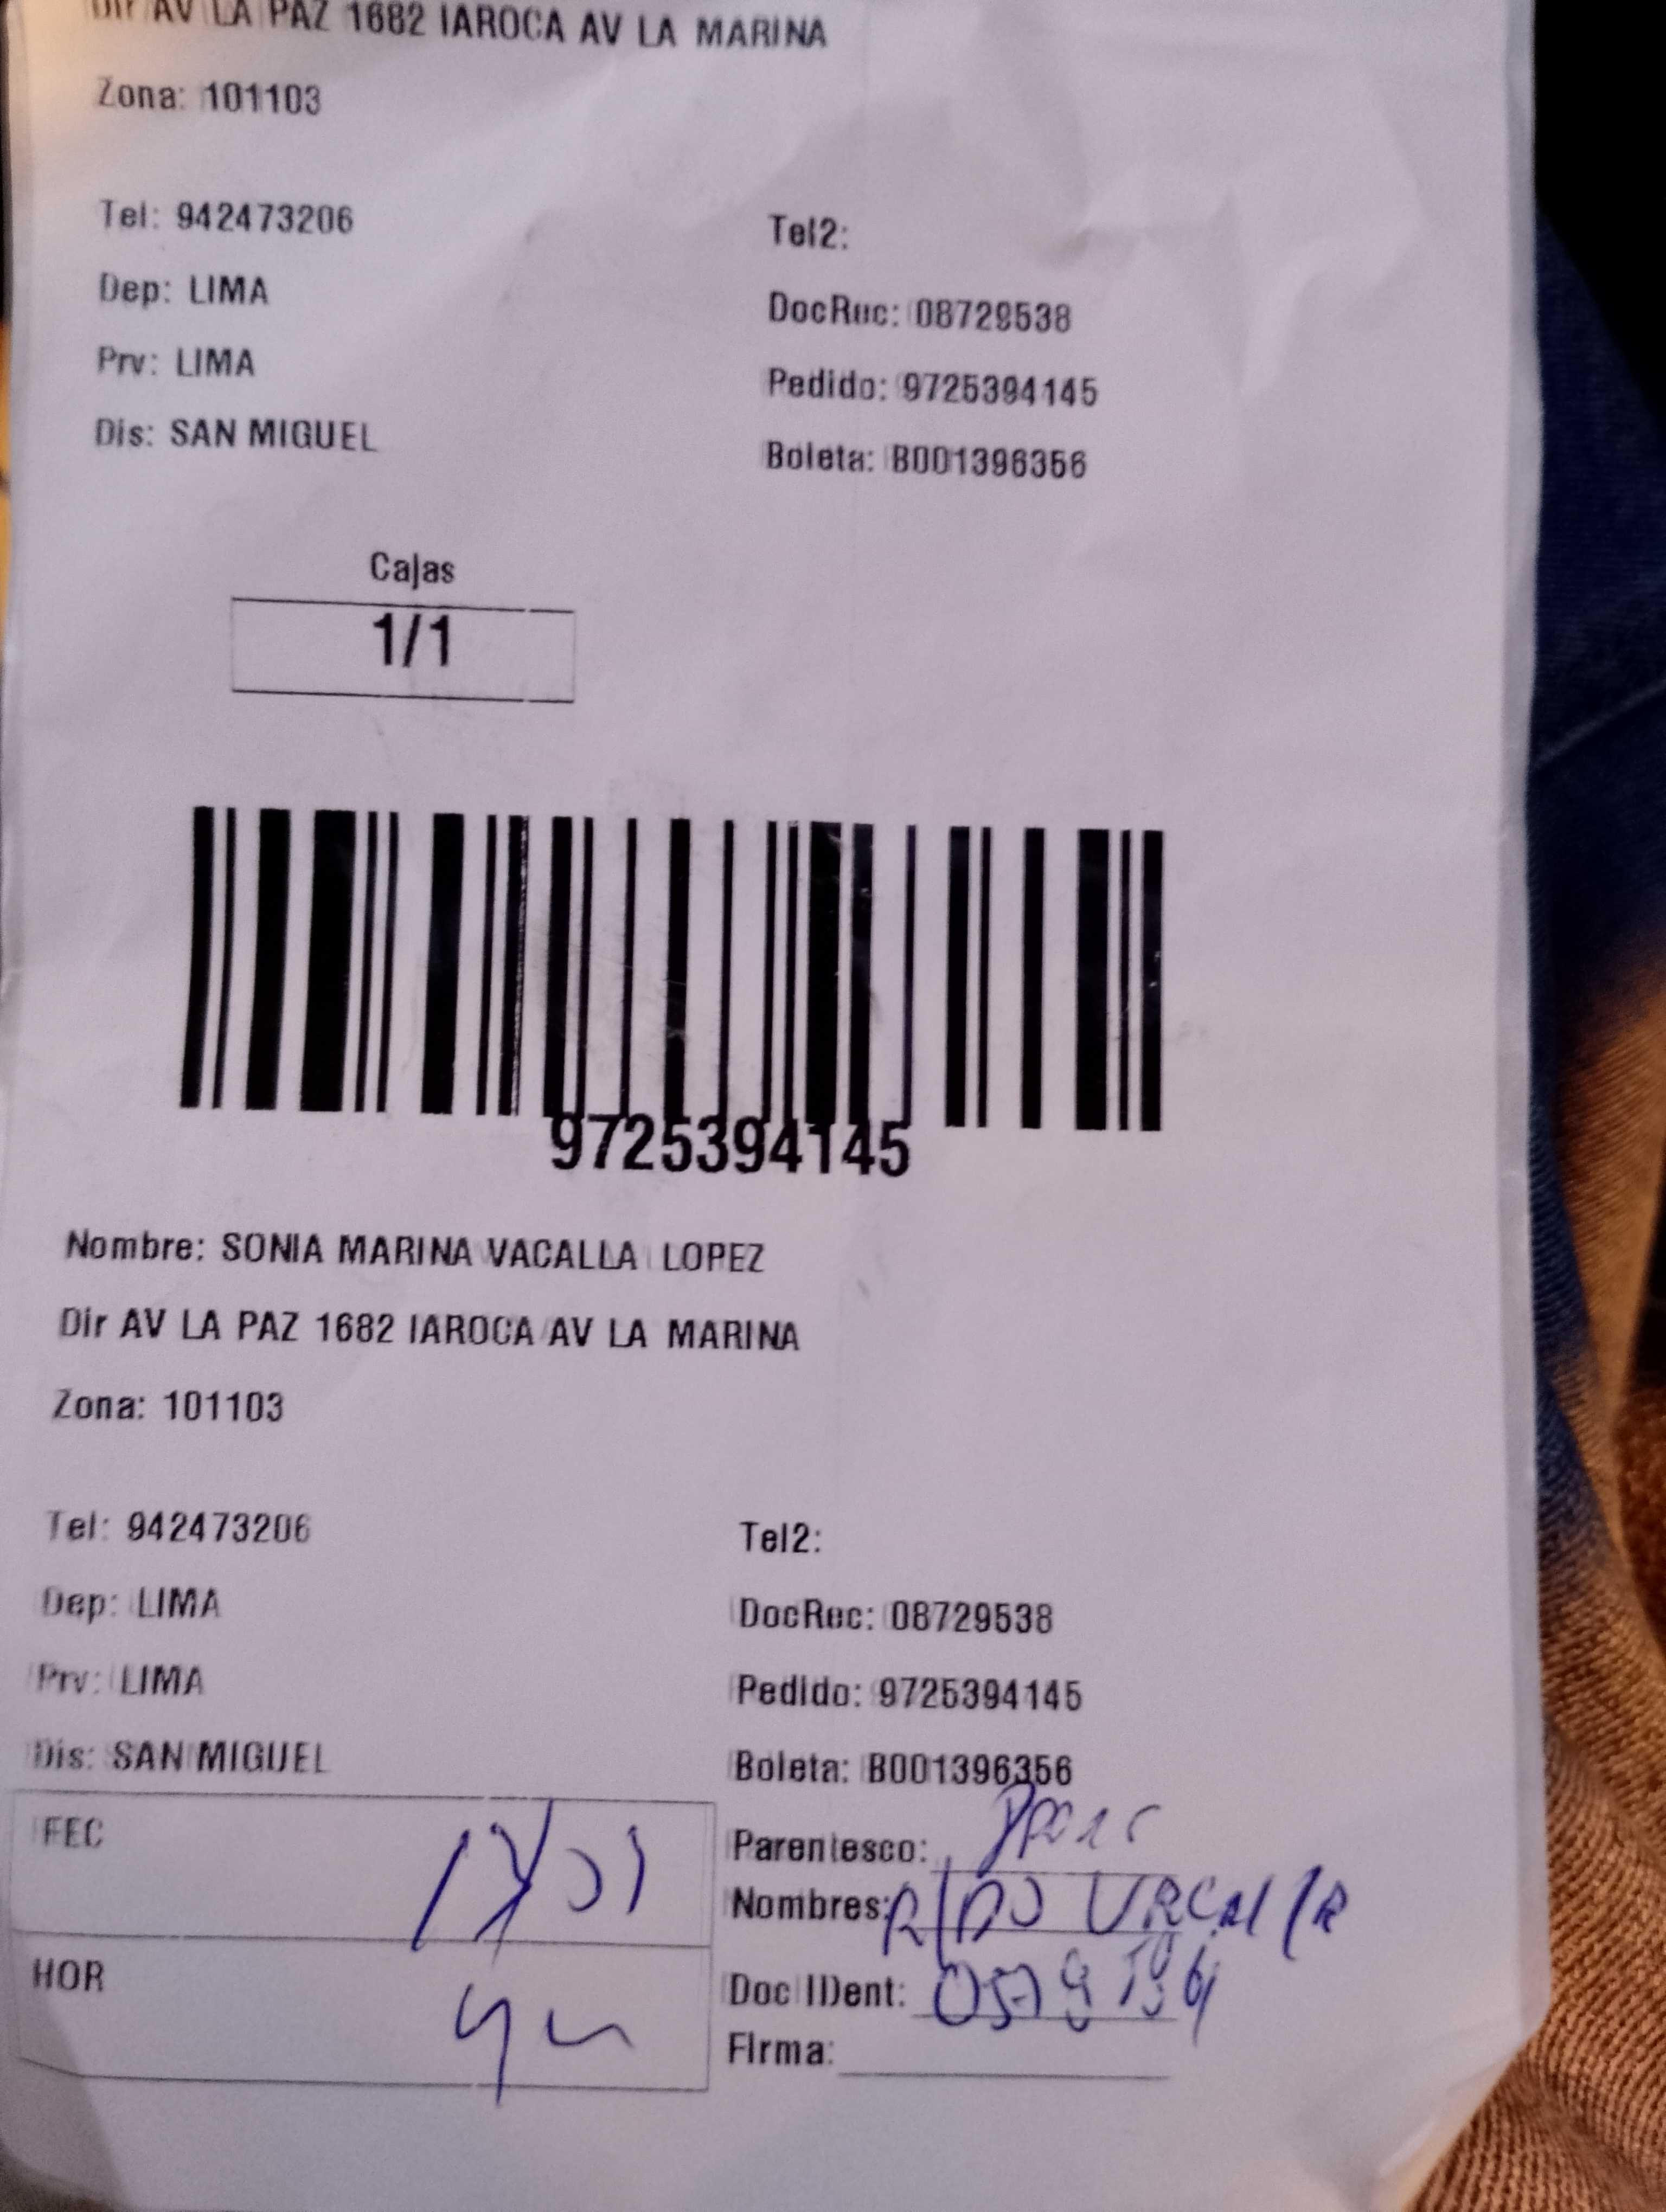 Dir AV LA PAZ 1682 IAROCA AV LA MARINA
Zona: 101103
Tel: 942473206
Tel2:
Dep: LIMA
DocRec: 08729538
Prv: LIMA
Pedido: 9725394145
Dis: SAN MIGUEL
Boleta: B001396356
Cajas
1/1
9725394145
Nombre: SONIA MARINA VACALLA LOPEZ
Dir AV LA PAZ 1682 IAROCA AV LA MARINA
Zona: 101103
Tel: 942473206
Tel2:
Dep: LIMA
DocRec: 08729538
Prv: LIMA
Pedido: 9725394145
Dis: SAN MIGUEL
Boleta: B001396356
FEC
Parentesco:
Nombres:
HOR
Doc IDent:
Firma: